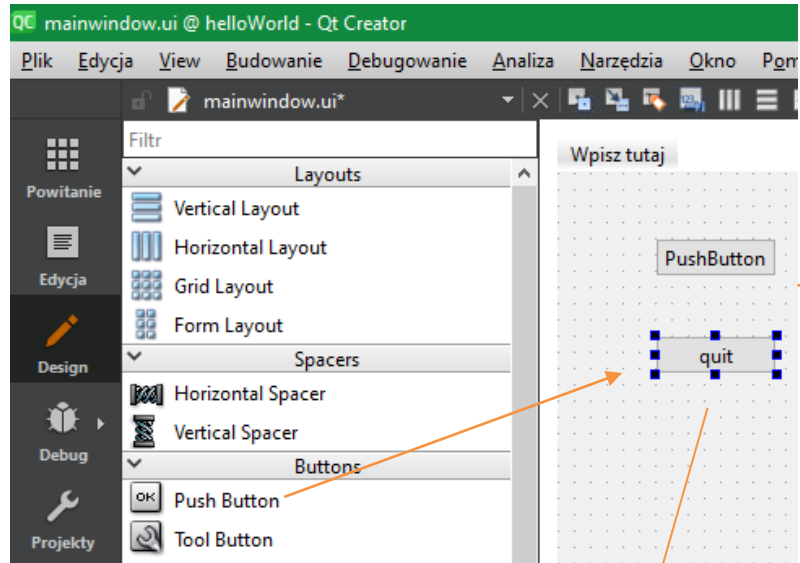 QC mainwindow.ui @ helloWorld - Qt Creator
Plik Edycja View Budowanie Debugowanie Analiza Narzędzia Okno Pom
mainwindow.ui*
Filtr
Layouts
Vertical Layout
Horizontal Layout
Grid Layout
Form Layout
Spacers
Horizontal Spacer
Vertical Spacer
Buttons
OK Push Button
Tool Button
Powitanie
Edycja
Design
Debug
Projekty
Wpisz tutaj
PushButton
quit